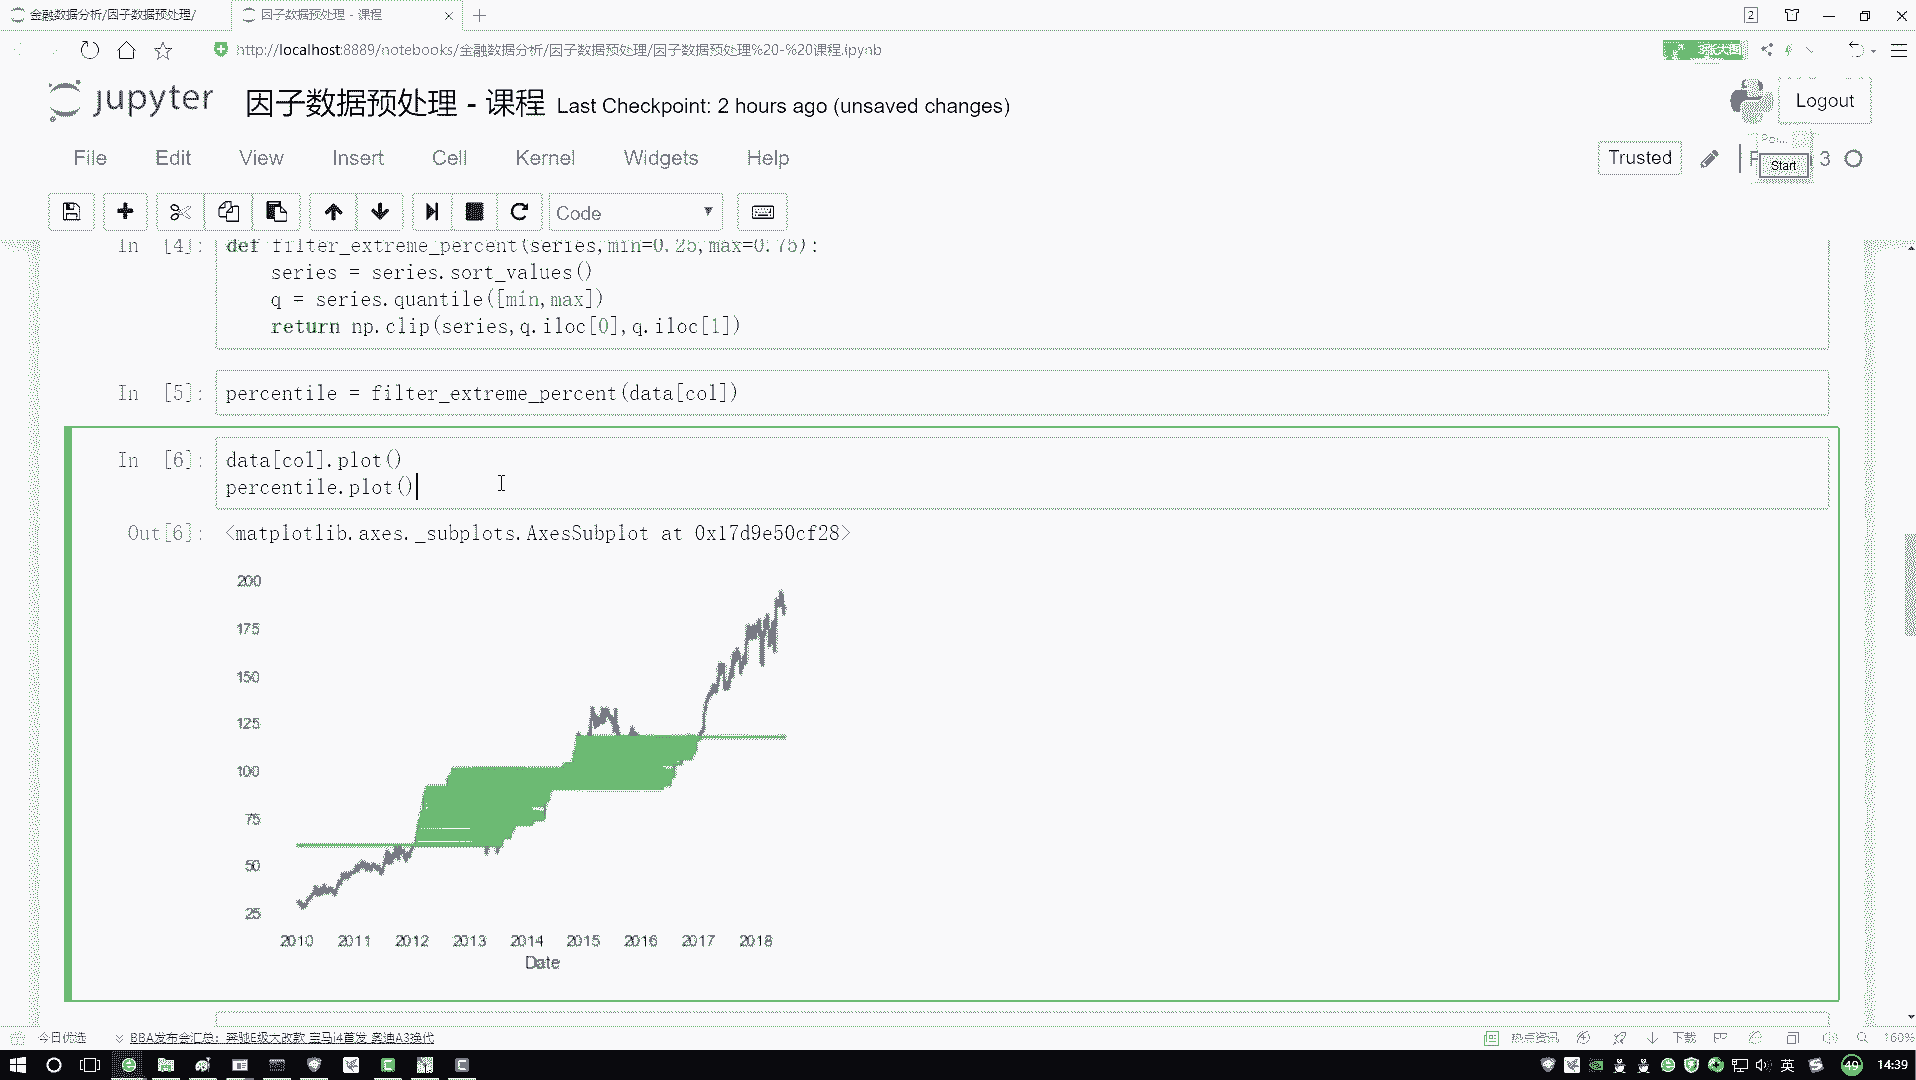 金融数据分析/因子数据预处理/
因子数据预处理 - 课程
2
http://localhost:8889/notebooks/金融数据分析/因子数据预处理/因子数据预处理%20-%20课程.ipynb
jupyter 因子数据预处理 - 课程 Last Checkpoint: 2 hours ago (unsaved changes)
Logout
File Edit View Insert Cell Kernel Widgets Help
Trusted
Start
3
Code
In [4]: def filter_extreme_percent(series,min=0.25,max=0.75):
series = series.sort_values()
q = series.quantile([min,max])
return np.clip(series,q.iloc[0],q.iloc[1])
In [5]: percentile = filter_extreme_percent(data[col])
In [6]: data[col].plot()
percentile.plot()
Out[6]: <matplotlib.axes._subplots.AxesSubplot at 0x17d9e50cf28>
200
175
150
125
100
75
50
25
2010 2011 2012 2013 2014 2015 2016 2017 2018
Date
今日优选
BBA发布会汇总：奔驰E级大改款 宝马i4首发 奥迪A3换代
热点资讯
下载
160%
英
49
14:39